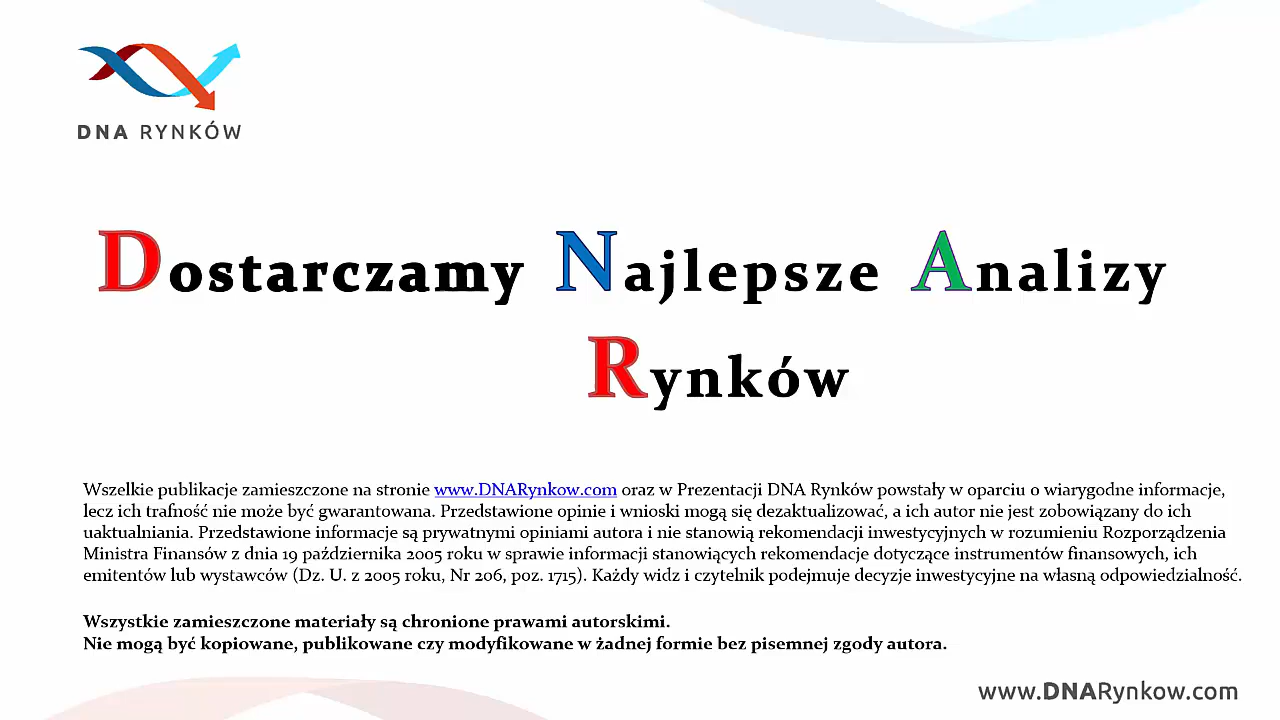 DNA RYNKÓW
Dostarczamy Najlepsze Analizy
Rynków
Wszelkie publikacje zamieszczone na stronie www.DNARynkow.com oraz w Prezentacji DNA Rynków powstały w oparciu o wiarygodne informacje,
lecz ich trafność nie może być gwarantowana. Przedstawione opinie i wnioski mogą się dezaktualizować, a ich autor nie jest zobowiązany do ich
uaktualniania. Przedstawione informacje są prywatnymi opiniami autora i nie stanowią rekomendacji inwestycyjnych w rozumieniu Rozporządzenia
Ministra Finansów z dnia 19 października 2005 roku w sprawie informacji stanowiących rekomendacje dotyczące instrumentów finansowych, ich
emitentów lub wystawców (Dz. U. z 2005 roku, Nr 206, poz. 1715). Każdy widz i czytelnik podejmuje decyzje inwestycyjne na własną odpowiedzialność.
Wszystkie zamieszczone materiały są chronione prawami autorskimi.
Nie mogą być kopiowane, publikowane czy modyfikowane w żadnej formie bez pisemnej zgody autora.
www.DNARynkow.com